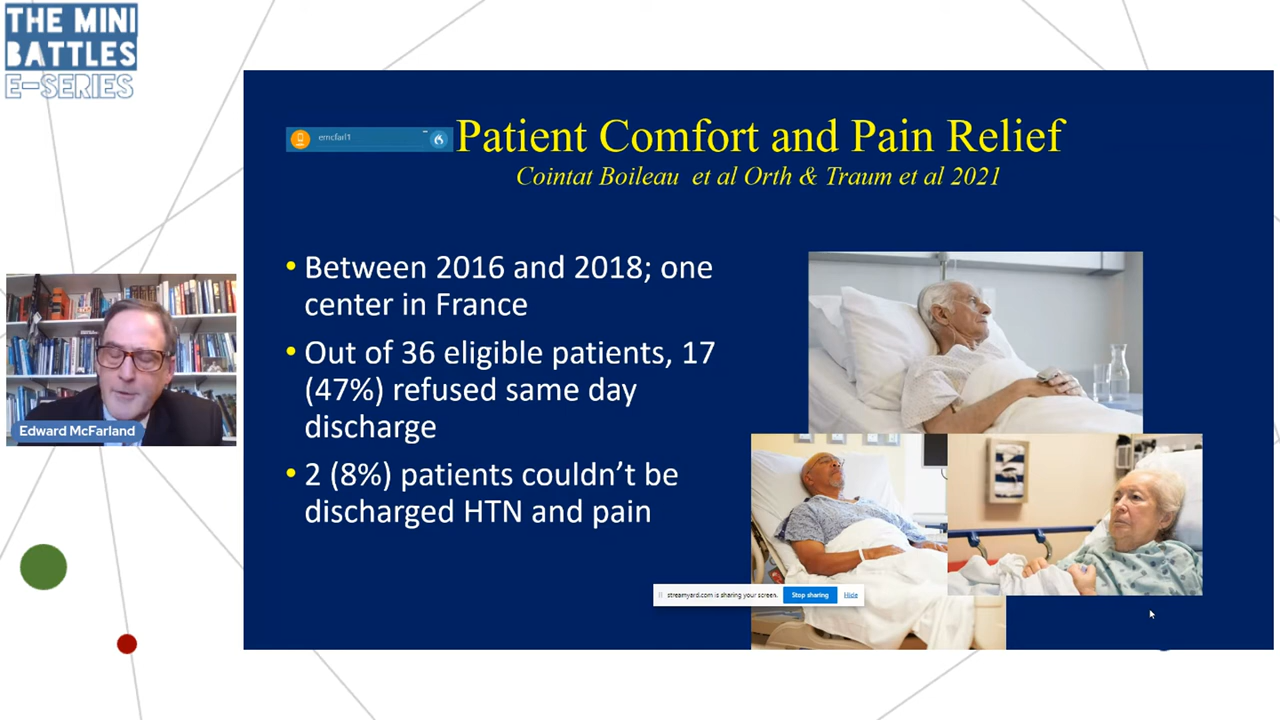 THE MINI
BATTLES
E-SERIES
emcfarl1
Patient Comfort and Pain Relief
Cointat Boileau et al Orth & Traum et al 2021
• Between 2016 and 2018; one
center in France
• Out of 36 eligible patients, 17
(47%) refused same day
discharge
• 2 (8%) patients couldn’t be
discharged HTN and pain
Edward McFarland
streamyard.com is sharing your screen.
Stop sharing
Hide